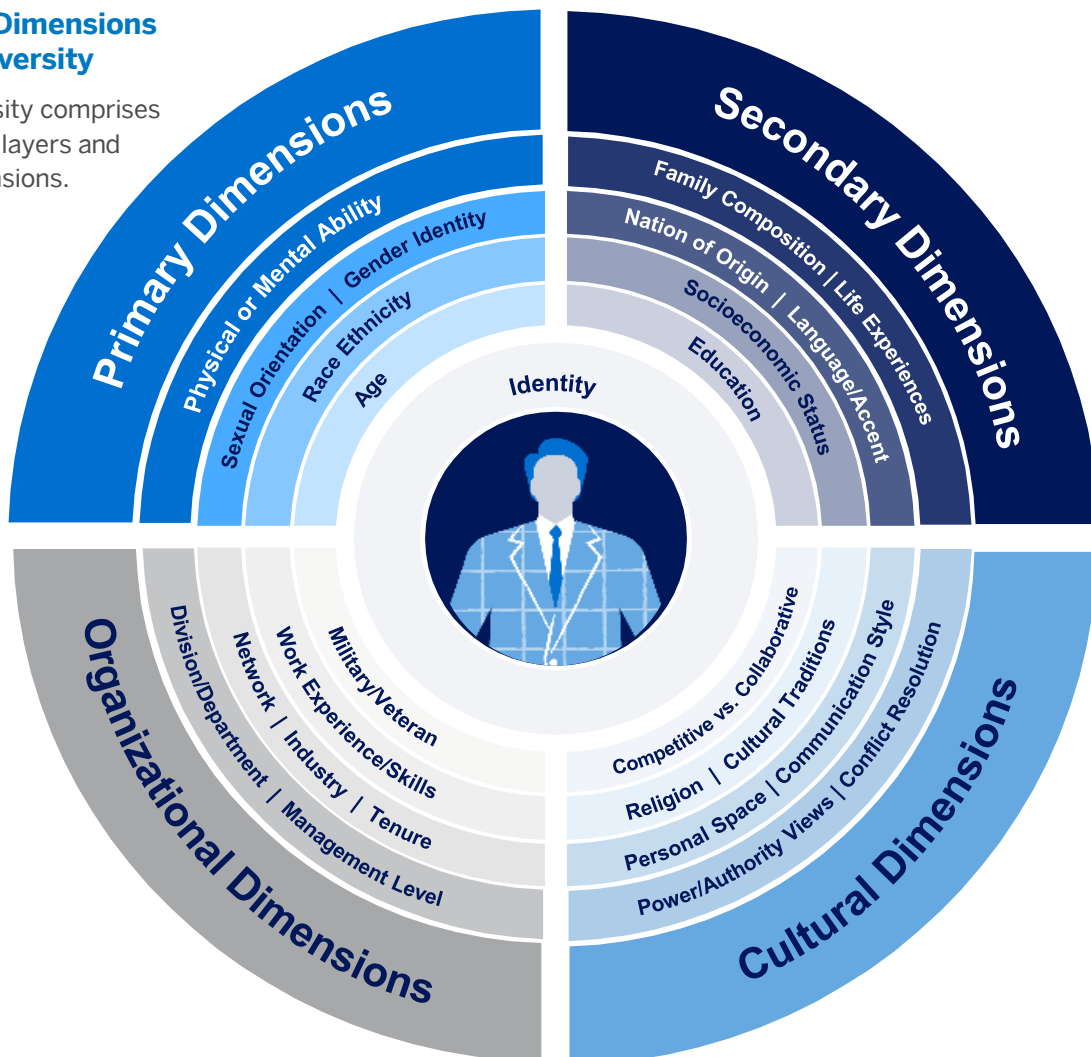 Dimensions
versity
sity comprises
layers and
nsions.
Primary Dimensions
Physical or Mental Ability
Sexual Orientation | Gender Identity
Race Ethnicity
Age
Secondary Dimensions
Family Composition | Life Experiences
Nation of Origin | Language/Accent
Socioeconomic Status
Education
Identity
Organizational Dimensions
Division/Department | Management Level
Network | Industry | Tenure
Work Experience/Skills
Military/Veteran
Competitive vs. Collaborative
Religion | Cultural Traditions
Personal Space | Communication Style
Power/Authority Views | Conflict Resolution
Cultural Dimensions